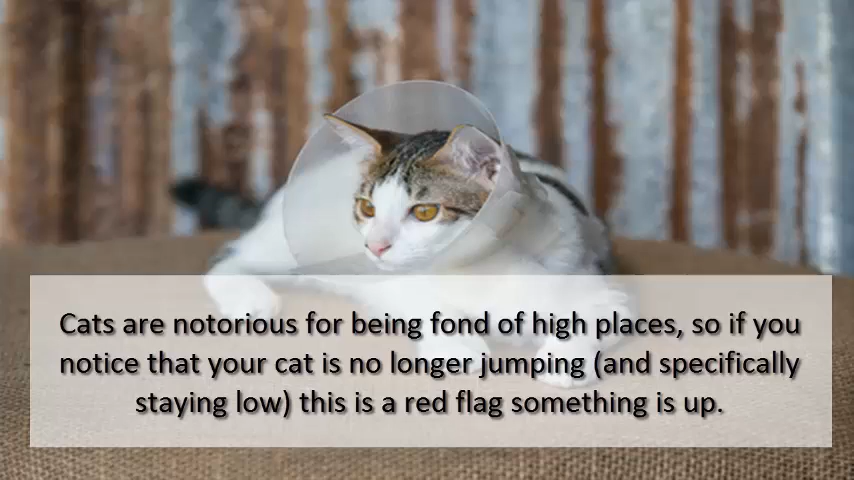 Cats are notorious for being fond of high places, so if you
notice that your cat is no longer jumping (and specifically
staying low) this is a red flag something is up.